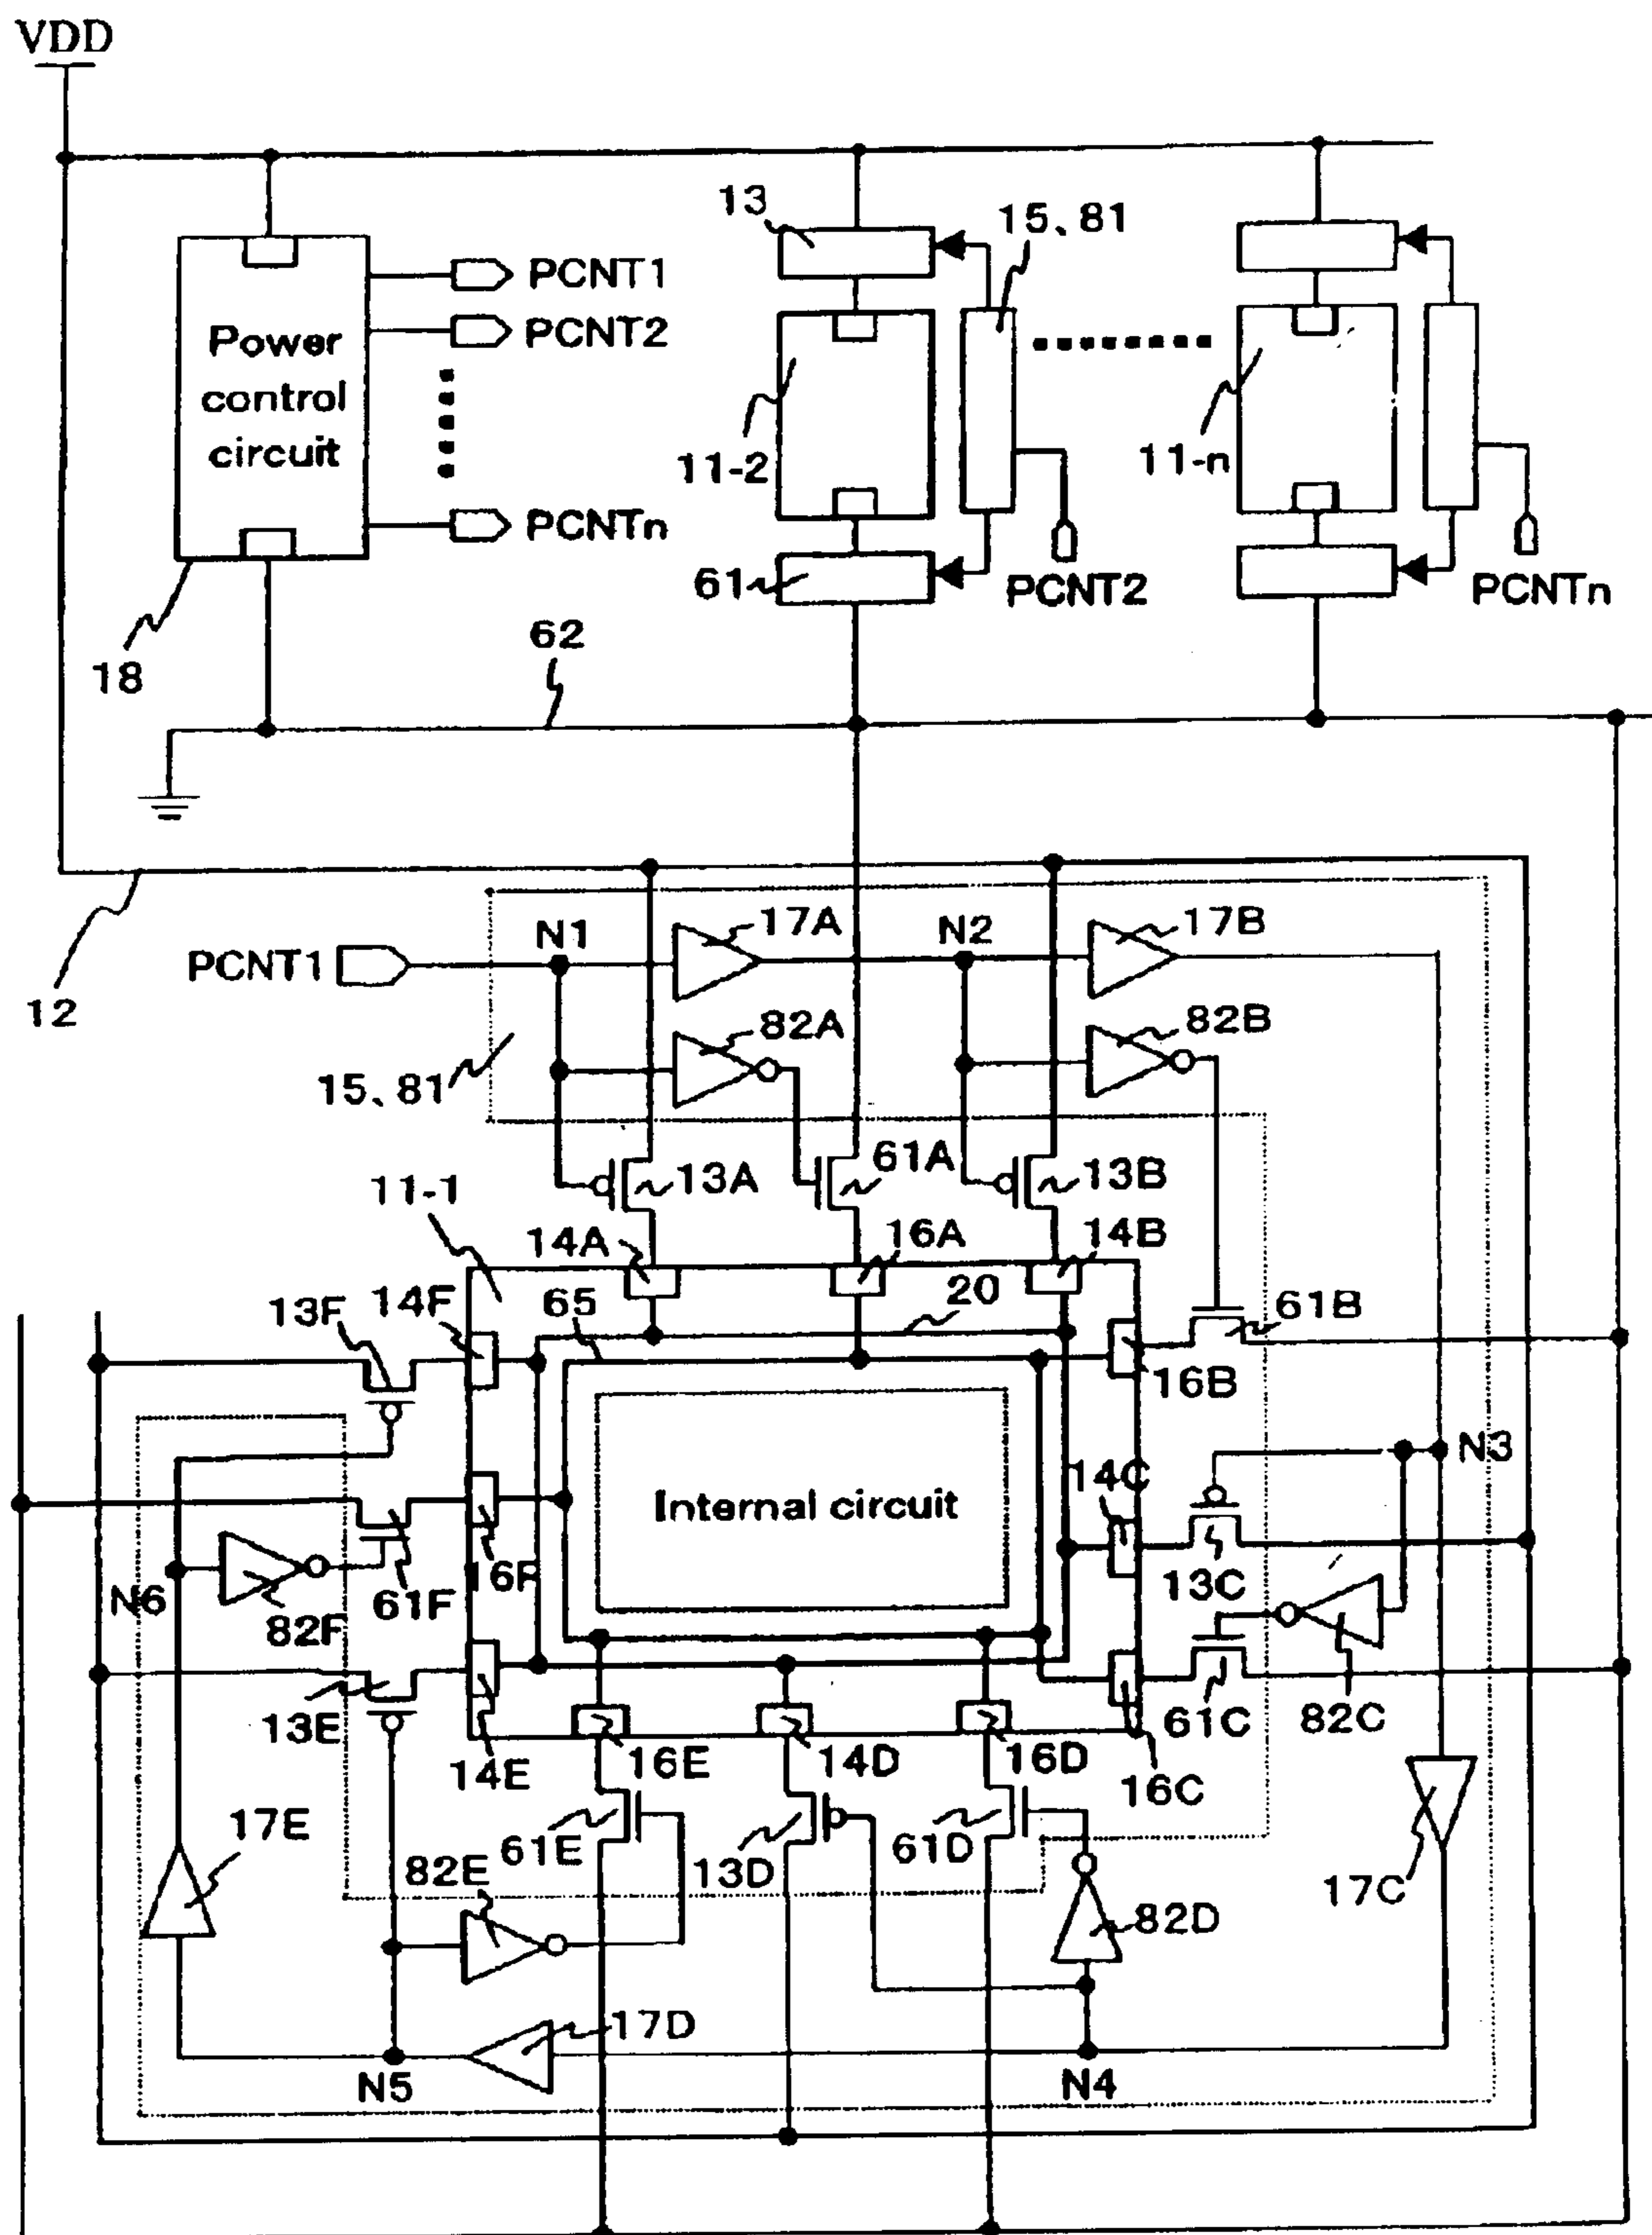 VDD
13
15、81
PCNT1
PCNT2
Power
control
circuit
11-2
11-n
PCNTn
61
PCNT2
PCNTn
18
62
12
N1
17A
N2
17B
PCNT1
82A
82B
15、81
11-1
13A
61A
13B
14A
16A
14B
13F
14F
65
20
61B
16B
N3
14C
Internal circuit
N6
82F
61F
16F
13C
13E
14E
16E
14D
16D
61C
82C
16C
17E
61E
82E
13D
61D
17C
82D
17D
N5
N4